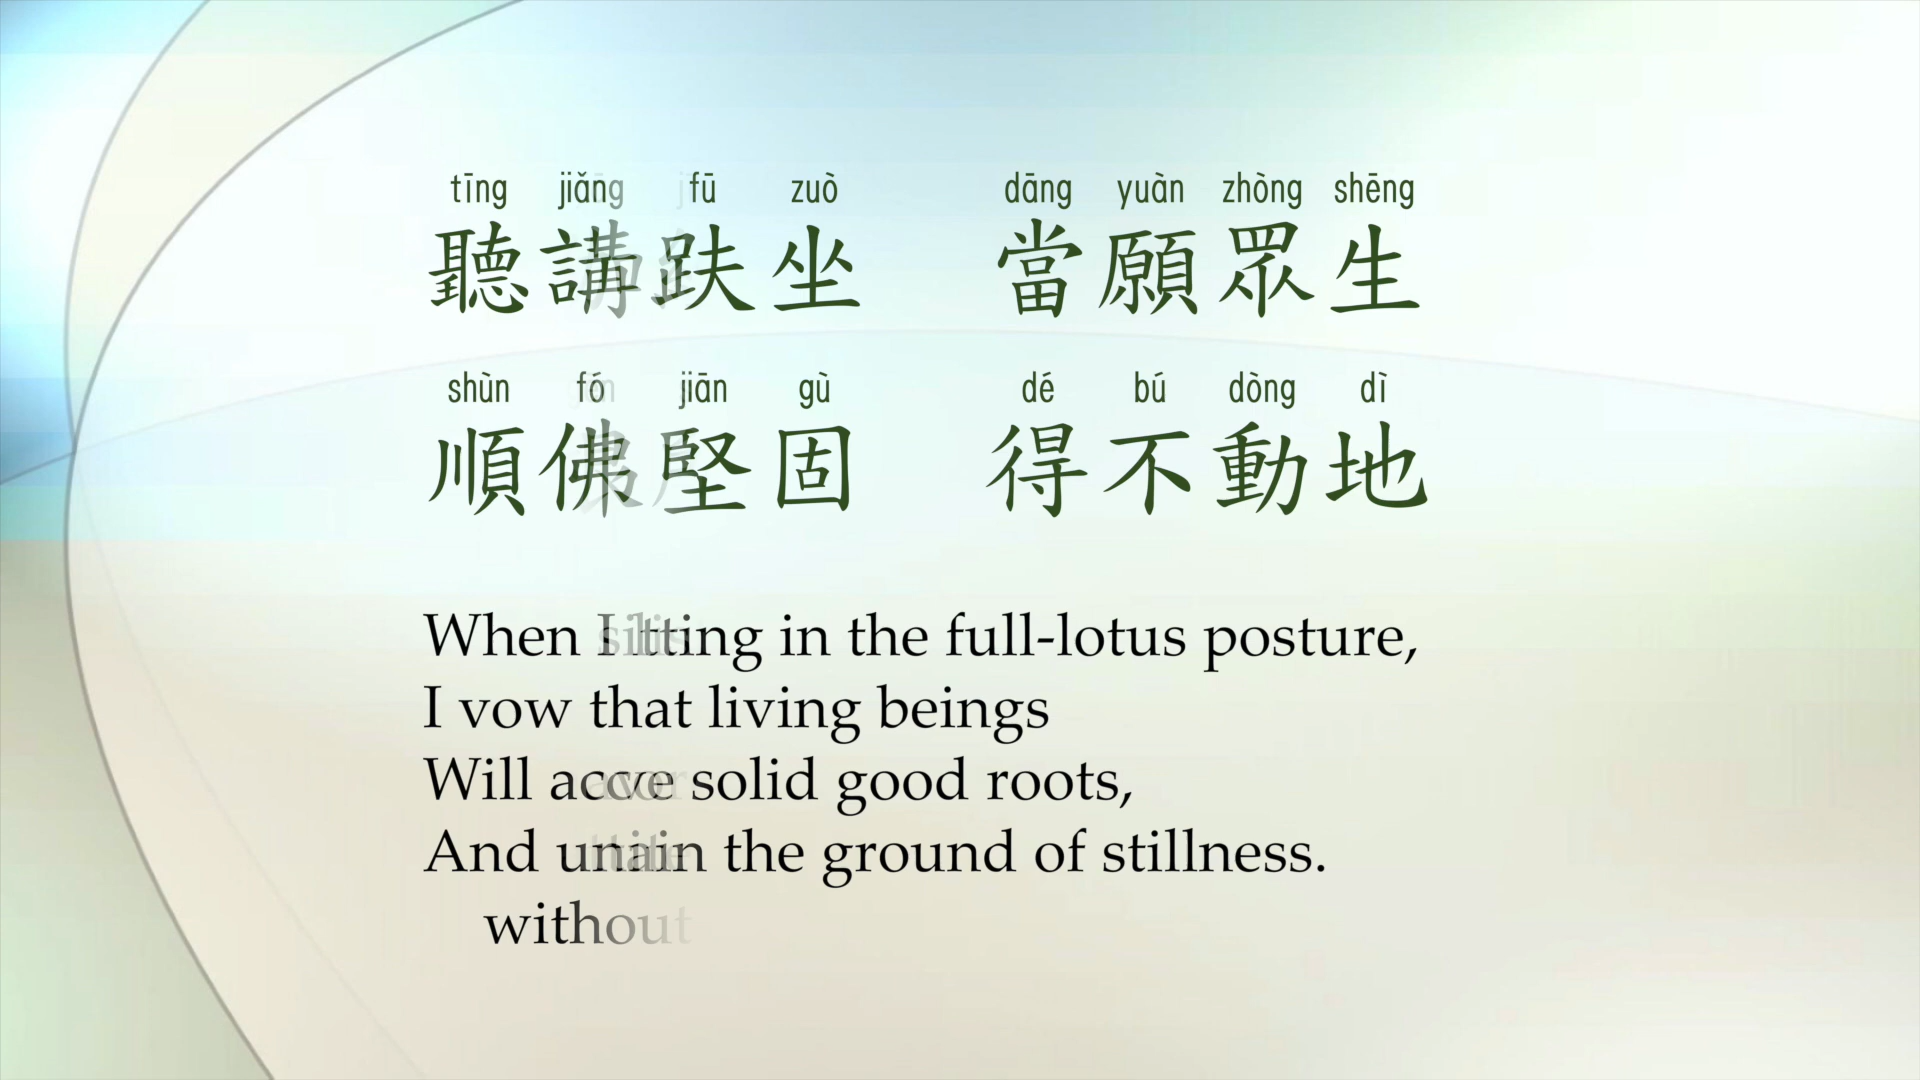 tīng jiǎng fū zuò dāng yuàn zhòng shēng
聽講趺坐 當願眾生
shùn fó jiān gù dé bú dòng dì
順佛堅固 得不動地
When in the full-lotus posture,
I vow that living beings
Will solid good roots,
And the ground of stillness.
without